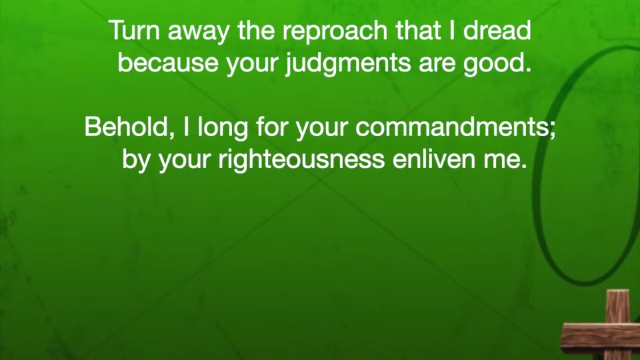 Turn away the reproach that I dread
because your judgments are good.
Behold, I long for your commandments;
by your righteousness enliven me.